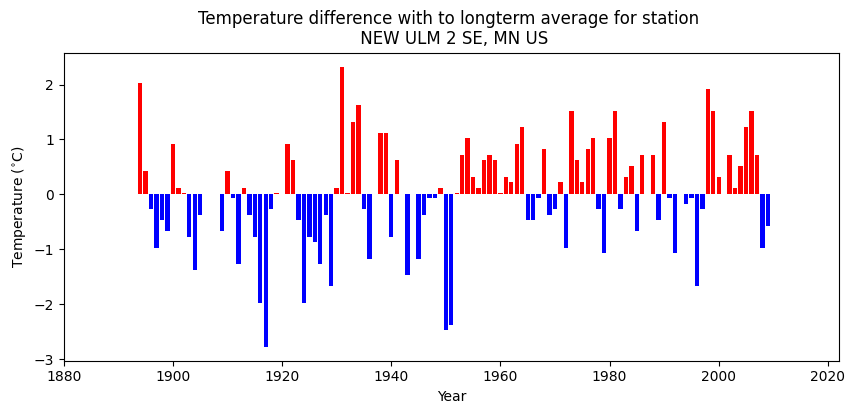 Temperature difference with to longterm average for station
NEW ULM 2 SE, MN US
Temperature (°C)
2
1
0
−1
−2
−3
1880 1900 1920 1940 1960 1980 2000 2020
Year